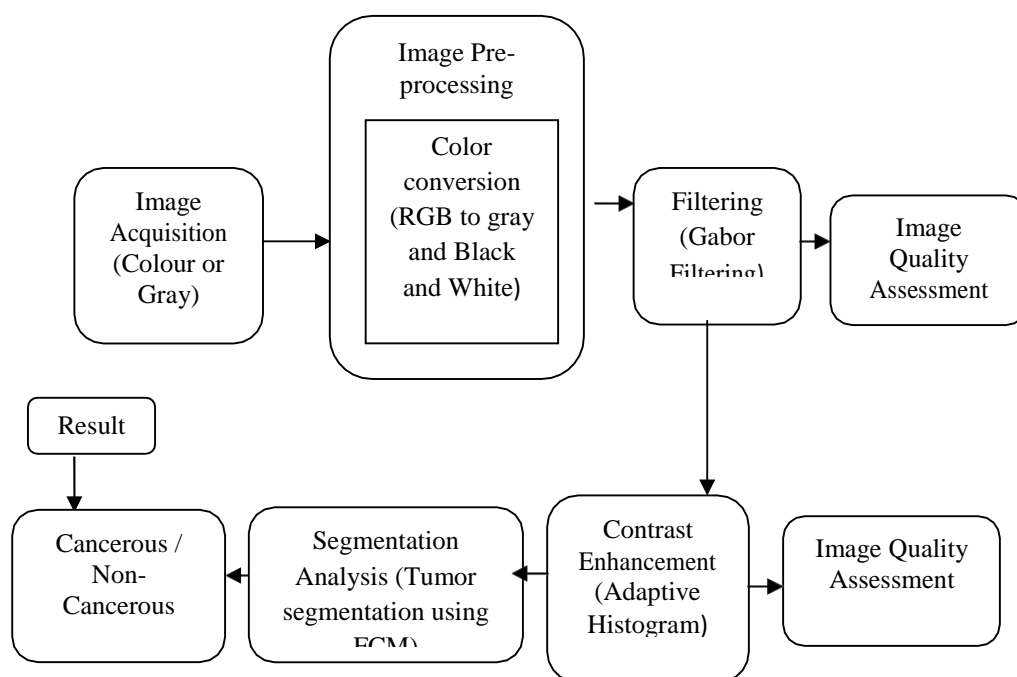 Image Pre-
processing
Color
conversion
(RGB to gray
and Black
and White)
Image
Acquisition
(Colour or
Gray)
Filtering
(Gabor
Filtering)
Image
Quality
Assessment
Result
Cancerous /
Non-
Cancerous
Segmentation
Analysis (Tumor
segmentation using
FCM)
Contrast
Enhancement
(Adaptive
Histogram)
Image Quality
Assessment